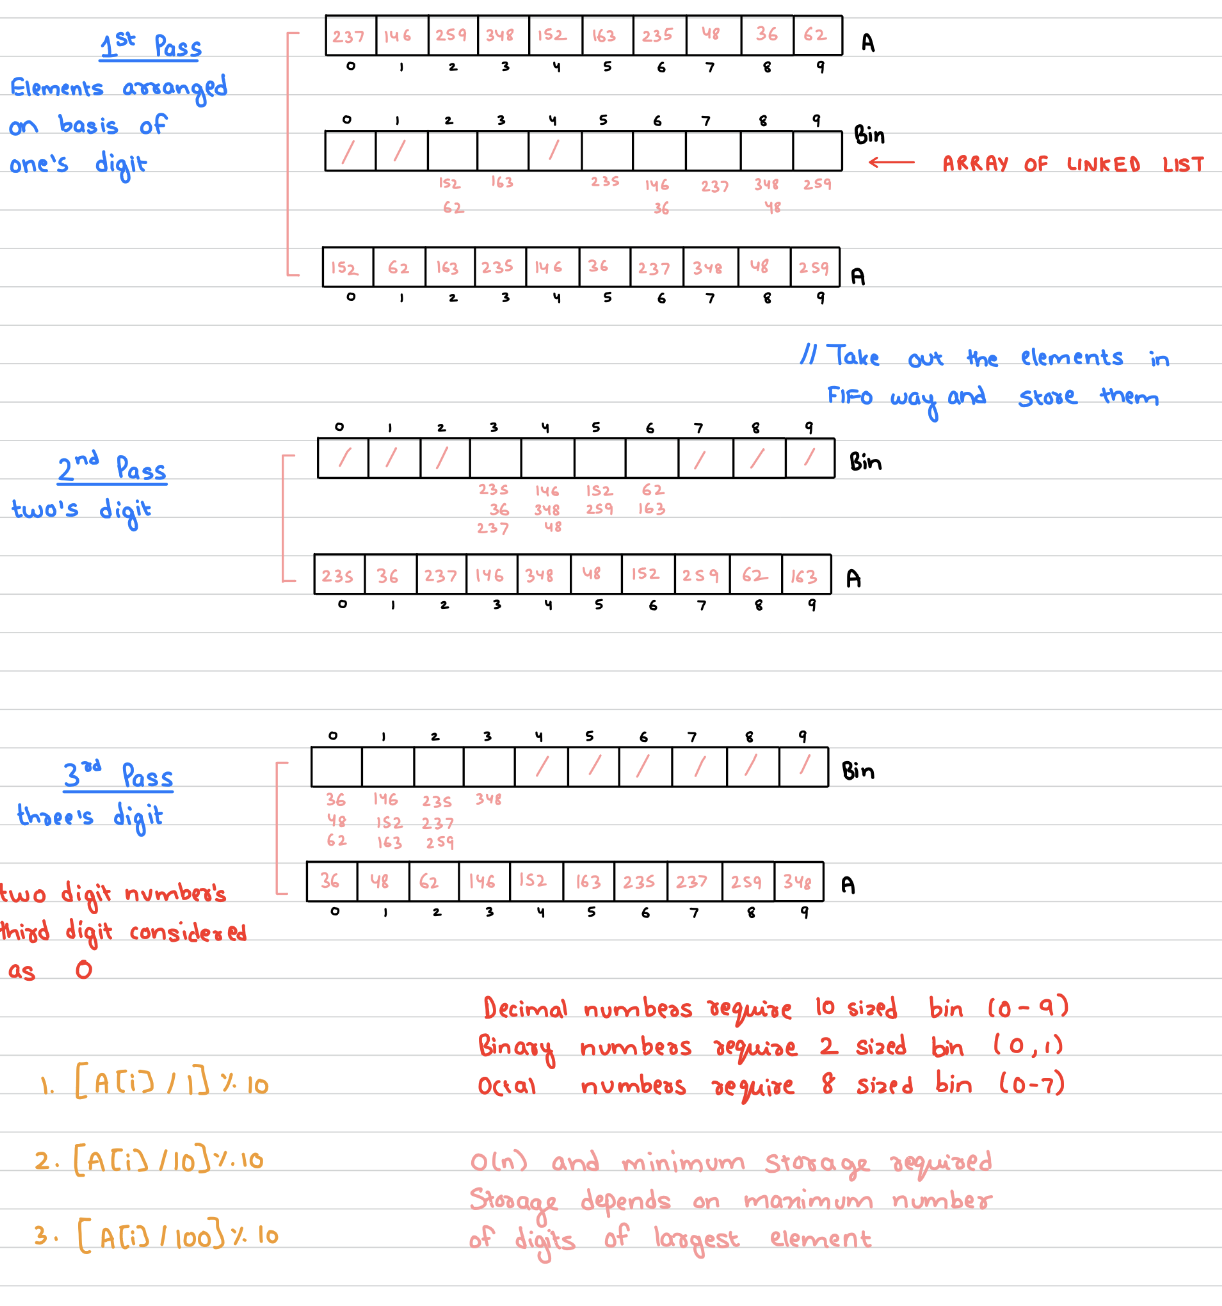 1st Pass
Elements arranged
on basis of
one's digit
237 146 259 348 152 163 235 48 36 62 A
0 1 2 3 4 5 6 7 8 9
0 1 2 3 4 5 6 7 8 9 Bin
/ / /
← ARRAY OF LINKED LIST
152 163 235 146 237 348 259
62 36 48
152 62 163 235 146 36 237 348 48 259 A
0 1 2 3 4 5 6 7 8 9
// Take out the elements in
FIFO way and store them
2nd Pass
two's digit
0 1 2 3 4 5 6 7 8 9
/ / / / / / Bin
235 146 152 62
36 348 259 163
237 48
235 36 237 146 348 48 152 259 62 163 A
0 1 2 3 4 5 6 7 8 9
3rd Pass
three's digit
0 1 2 3 4 5 6 7 8 9
/ / / / / / Bin
36 146 235 348
48 152 237
62 163 259
36 48 62 146 152 163 235 237 259 348 A
0 1 2 3 4 5 6 7 8 9
two digit number's
third digit considered
as 0
Decimal numbers require 10 sized bin (0-9)
Binary numbers require 2 sized bin (0,1)
Octal numbers require 8 sized bin (0-7)
1. [A[i]/1]%10
2. [A[i]/10]%10
3. [A[i]/100]%10
O(n) and minimum storage required
Storage depends on maximum number
of digits of largest element